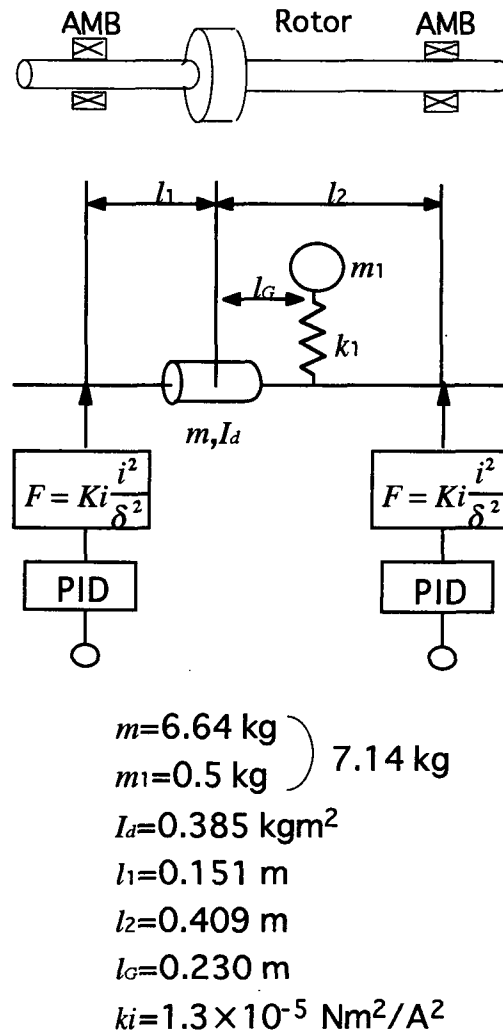 AMB Rotor AMB
l1 l2
lG m1
k1
m,Id
F = Ki i²/δ² F = Ki i²/δ²
PID PID
m=6.64 kg
m1=0.5 kg
7.14 kg
Id=0.385 kgm²
l1=0.151 m
l2=0.409 m
lG=0.230 m
ki=1.3×10⁻⁵ Nm²/A²